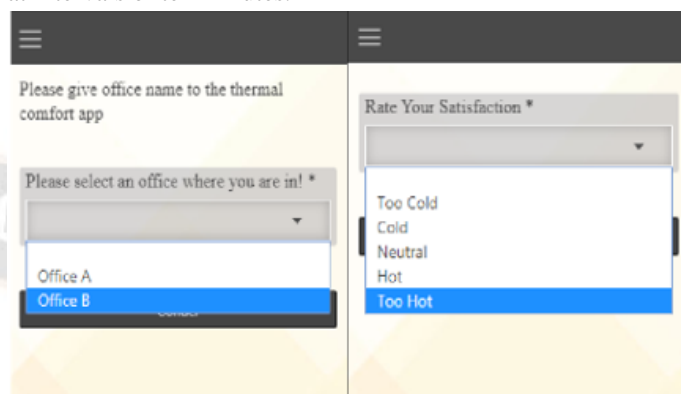 Please give office name to the thermal
comfort app
Please select an office where you are in! *
Office A
Office B
Rate Your Satisfaction *
Too Cold
Cold
Neutral
Hot
Too Hot